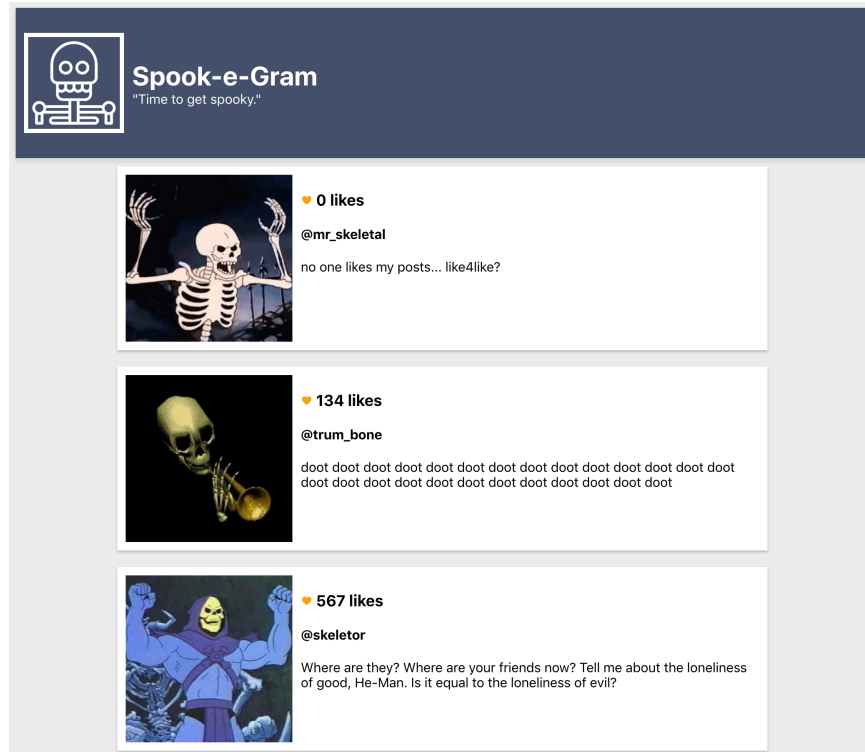 Spook-e-Gram
"Time to get spooky."
0 likes
@mr_skeletal
no one likes my posts... like4like?
134 likes
@trum_bone
doot doot doot doot doot doot doot doot doot doot doot doot doot doot
doot doot doot doot doot doot doot doot doot doot doot doot
567 likes
@skeletor
Where are they? Where are your friends now? Tell me about the loneliness
of good, He-Man. Is it equal to the loneliness of evil?